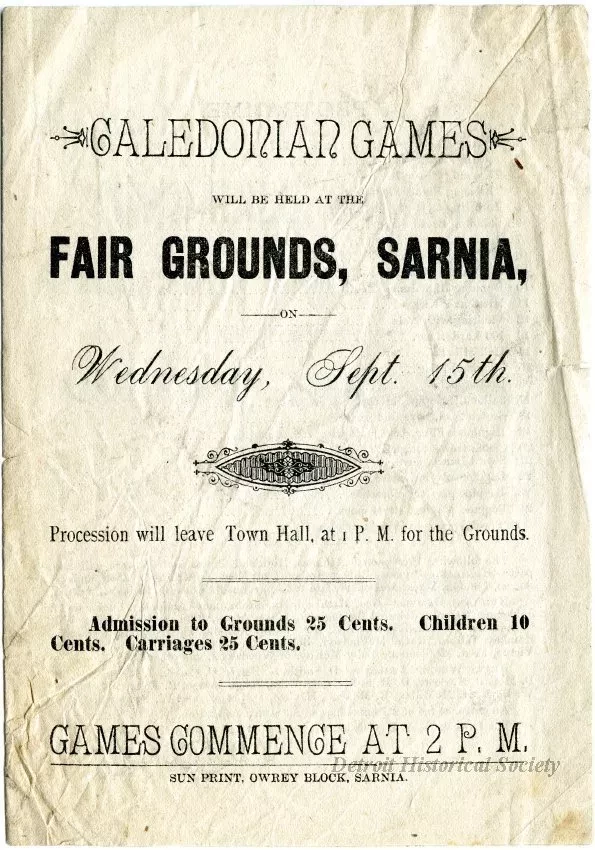 CALEDONIAN GAMES
WILL BE HELD AT THE
FAIR GROUNDS, SARNIA,
ON
Wednesday, Sept. 15th.
Procession will leave Town Hall, at 1 P. M. for the Grounds.
Admission to Grounds 25 Cents. Children 10
Cents. Carriages 25 Cents.
GAMES COMMENCE AT 2 P. M.
Detroit Historical Society
SUN PRINT, OWREY BLOCK, SARNIA.